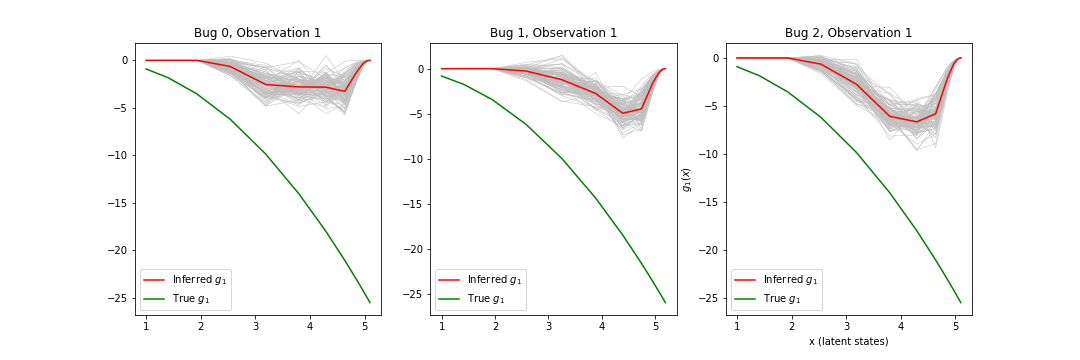 Bug 0, Observation 1
0
−5
−10
−15
−20
−25
1 2 3 4 5
Inferred g₁
True g₁
Bug 1, Observation 1
0
−5
−10
−15
−20
−25
1 2 3 4 5
Inferred g₁
True g₁
Bug 2, Observation 1
g₁(x)
0
−5
−10
−15
−20
−25
1 2 3 4 5
x (latent states)
Inferred g₁
True g₁